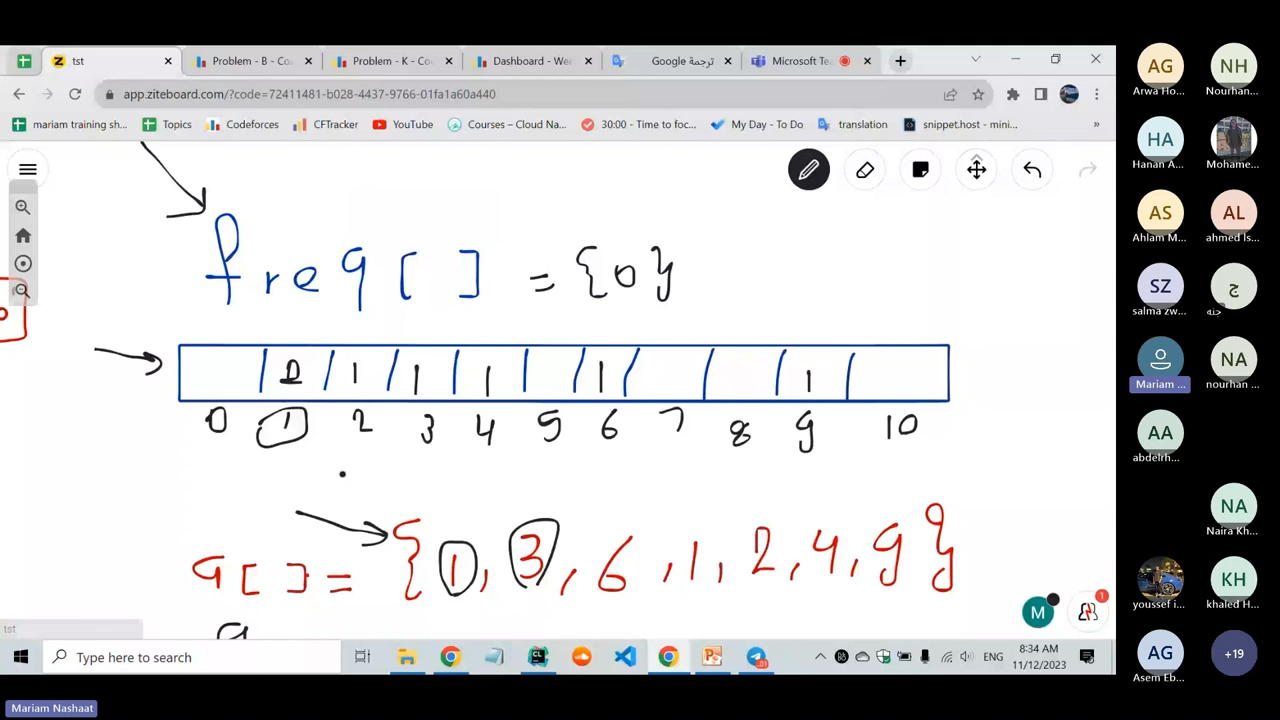 tst
Problem - B - Co...
Problem - K - Co...
Dashboard - We...
Google ترجمة
Microsoft Te...
app.ziteboard.com/?code=72411481-b028-4437-9766-01fa1a60a440
mariam training sh...
Topics
Codeforces
CFTracker
YouTube
Courses – Cloud Na...
30:00 - Time to foc...
My Day - To Do
translation
snippet.host - mini...
»
freq[ ] = {0}
2 1 1 1 1 1
0 1 2 3 4 5 6 7 8 9 10
a[ ] = { 1, 3, 6, 1, 2, 4, 9 }
9
tst
M
1
Type here to search
ENG
8:34 AM
11/12/2023
Mariam Nashaat
AG
Arwa Ho...
NH
Nourhan...
HA
Hanan A...
Mohame...
AS
Ahlam M...
AL
ahmed Is...
SZ
salma zw...
ج
جنه
Mariam ...
NA
nourhan ...
AA
abdelrh...
NA
Naira Kh...
youssef i...
KH
khaled H...
AG
Asem Eb...
+19